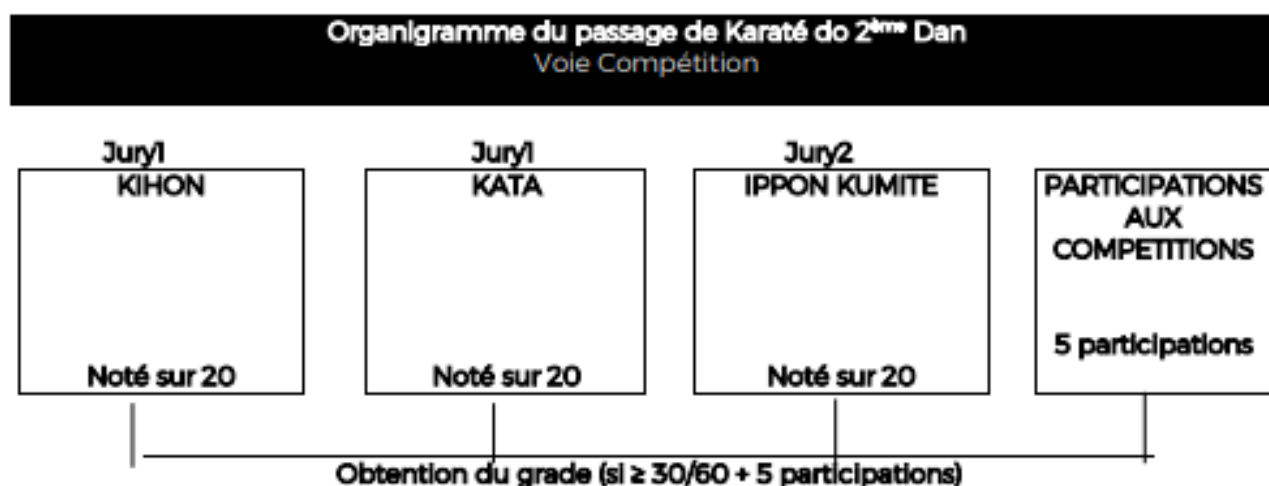 Organigramme du passage de Karaté do 2ème Dan
Voie Compétition
Jury1
KIHON
Noté sur 20
Jury1
KATA
Noté sur 20
Jury2
IPPON KUMITE
Noté sur 20
PARTICIPATIONS
AUX
COMPETITIONS
5 participations
Obtention du grade (si ≥ 30/60 + 5 participations)